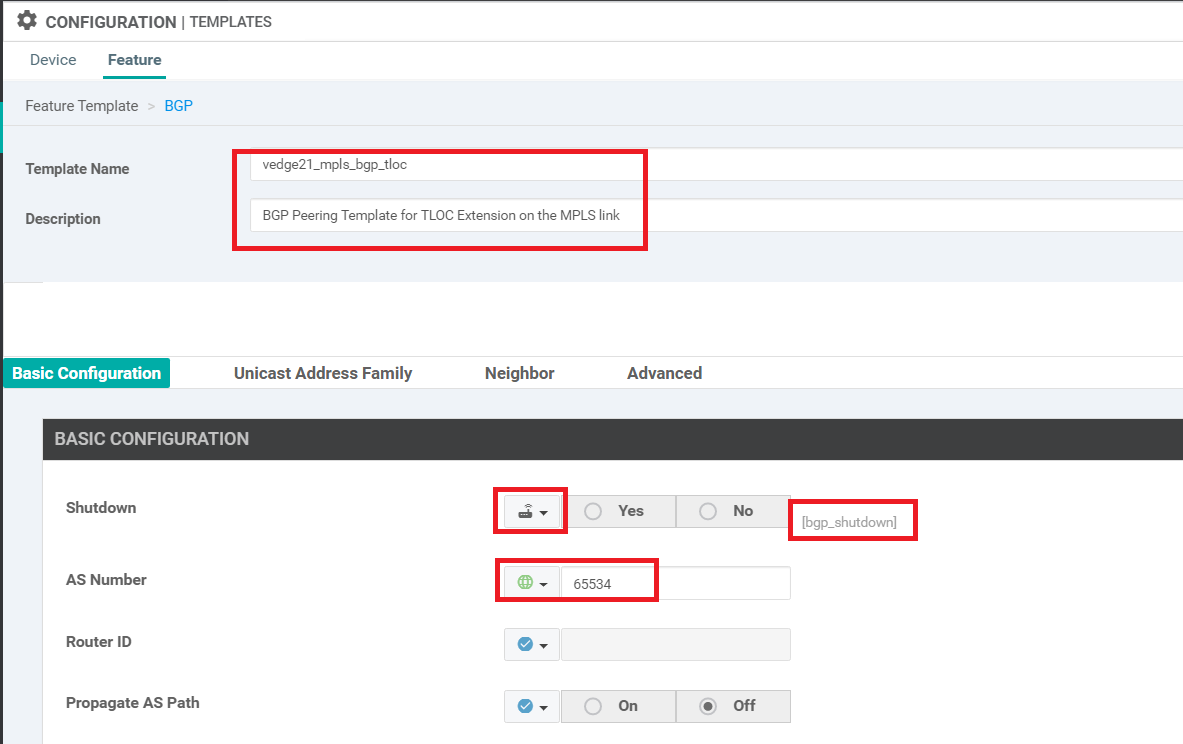 CONFIGURATION | TEMPLATES
Device Feature
Feature Template > BGP
Template Name vedge21_mpls_bgp_tloc
Description BGP Peering Template for TLOC Extension on the MPLS link
Basic Configuration Unicast Address Family Neighbor Advanced
BASIC CONFIGURATION
Shutdown Yes No [bgp_shutdown]
AS Number 65534
Router ID
Propagate AS Path On Off